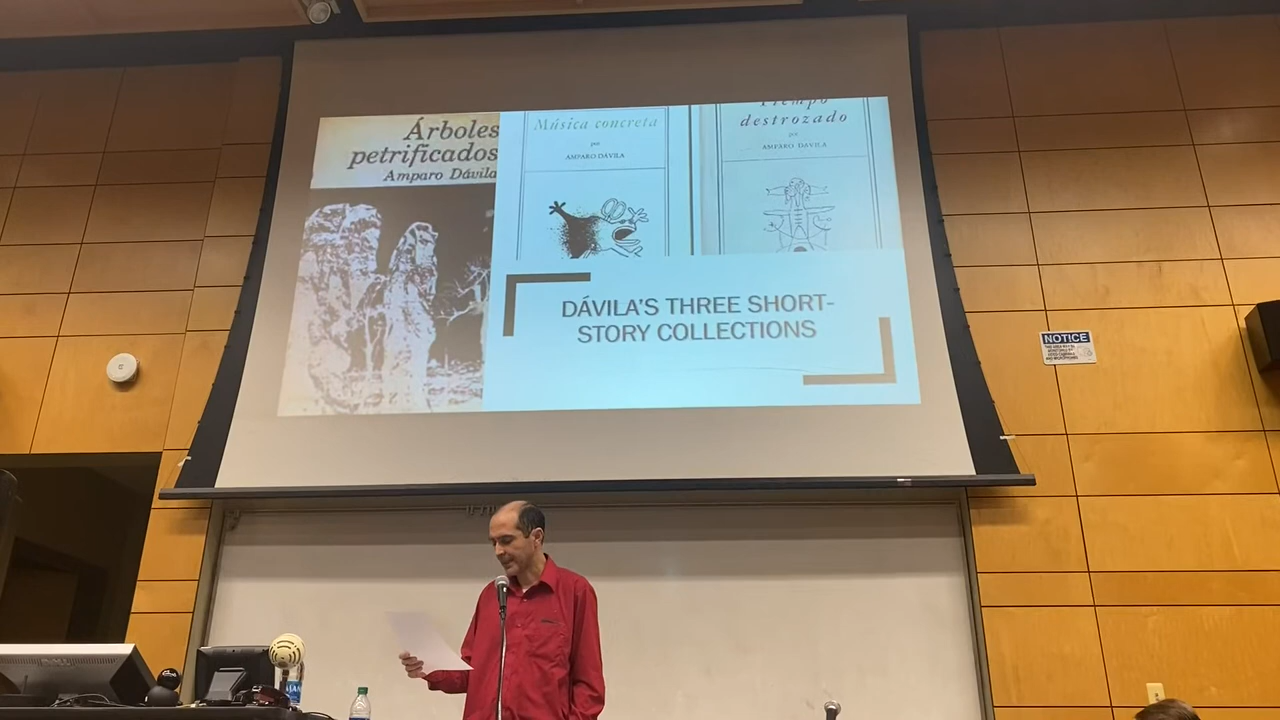 Árboles
petrificados
Amparo Dávila
Música concreta
por
AMPARO DÁVILA
Tiempo
destrozado
por
AMPARO DÁVILA
DÁVILA'S THREE SHORT-
STORY COLLECTIONS
NOTICE